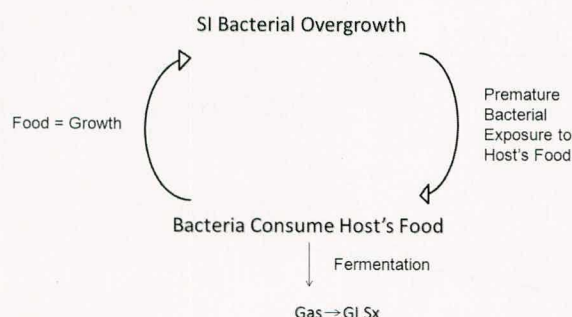 SI Bacterial Overgrowth
Food = Growth
Premature
Bacterial
Exposure to
Host's Food
Bacteria Consume Host's Food
Fermentation
Gas→GI Sx